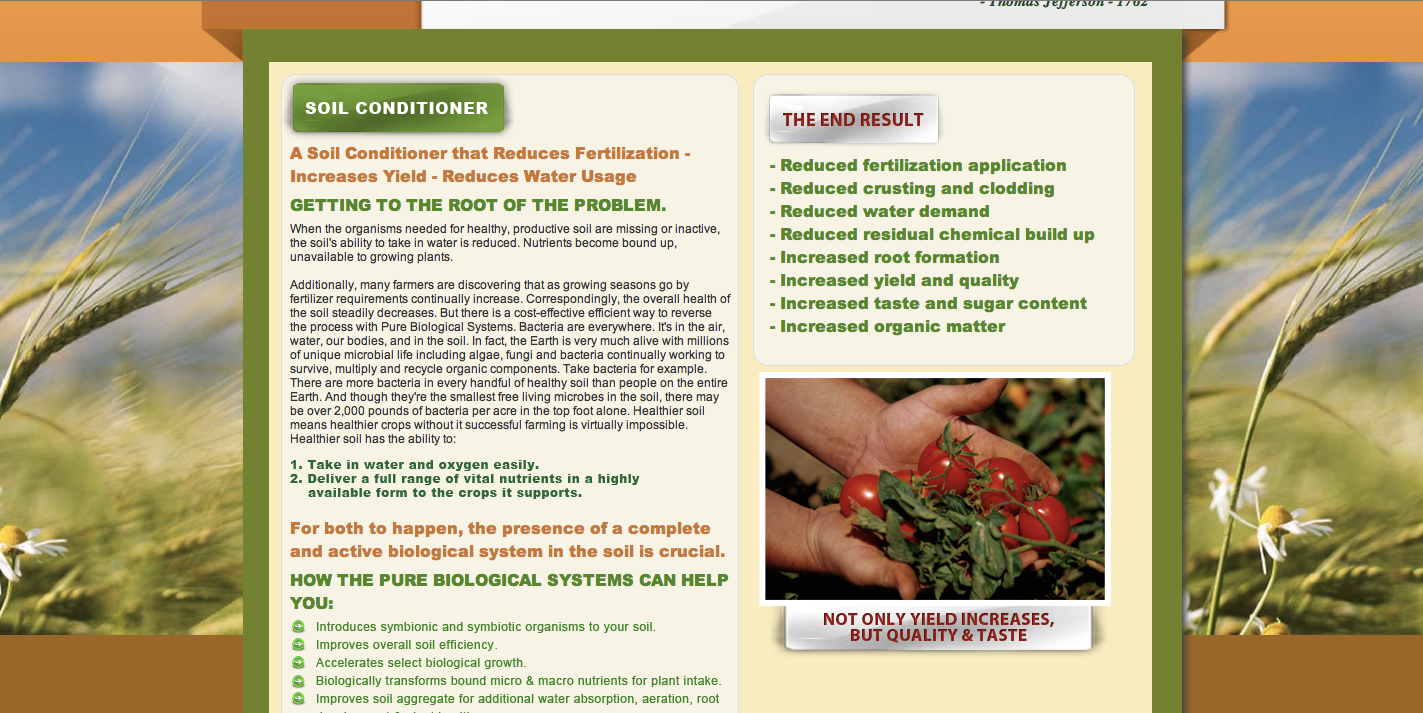 - Thomas Jefferson - 1762
SOIL CONDITIONER
A Soil Conditioner that Reduces Fertilization -
Increases Yield - Reduces Water Usage
GETTING TO THE ROOT OF THE PROBLEM.
When the organisms needed for healthy, productive soil are missing or inactive,
the soil's ability to take in water is reduced. Nutrients become bound up,
unavailable to growing plants.
Additionally, many farmers are discovering that as growing seasons go by
fertilizer requirements continually increase. Correspondingly, the overall health of
the soil steadily decreases. But there is a cost-effective efficient way to reverse
the process with Pure Biological Systems. Bacteria are everywhere. It's in the air,
water, our bodies, and in the soil. In fact, the Earth is very much alive with millions
of unique microbial life including algae, fungi and bacteria continually working to
survive, multiply and recycle organic components. Take bacteria for example.
There are more bacteria in every handful of healthy soil than people on the entire
Earth. And though they're the smallest free living microbes in the soil, there may
be over 2,000 pounds of bacteria per acre in the top foot alone. Healthier soil
means healthier crops without it successful farming is virtually impossible.
Healthier soil has the ability to:
1. Take in water and oxygen easily.
2. Deliver a full range of vital nutrients in a highly
available form to the crops it supports.
For both to happen, the presence of a complete
and active biological system in the soil is crucial.
HOW THE PURE BIOLOGICAL SYSTEMS CAN HELP
YOU:
Introduces symbionic and symbiotic organisms to your soil.
Improves overall soil efficiency.
Accelerates select biological growth.
Biologically transforms bound micro & macro nutrients for plant intake.
Improves soil aggregate for additional water absorption, aeration, root
THE END RESULT
- Reduced fertilization application
- Reduced crusting and clodding
- Reduced water demand
- Reduced residual chemical build up
- Increased root formation
- Increased yield and quality
- Increased taste and sugar content
- Increased organic matter
NOT ONLY YIELD INCREASES,
BUT QUALITY & TASTE